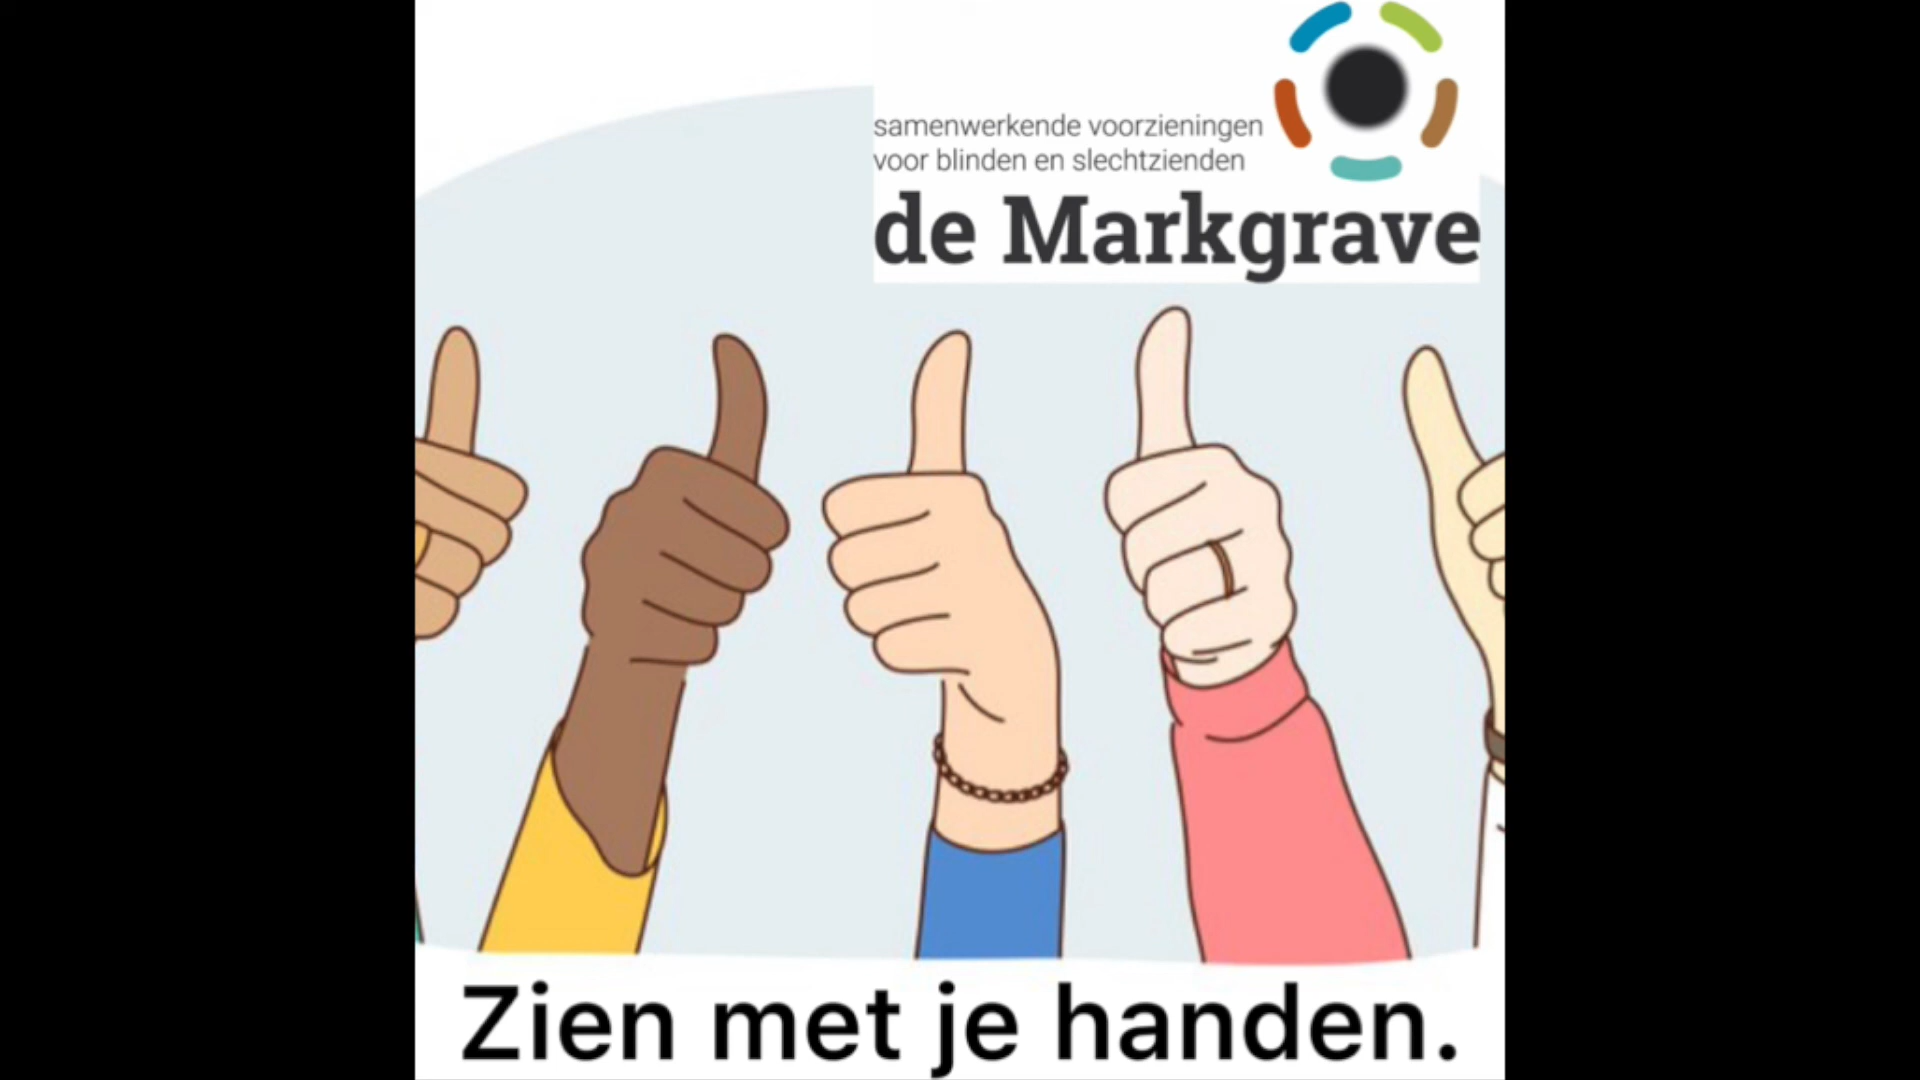 samenwerkende voorzieningen
voor blinden en slechtzienden
de Markgrave
Zien met je handen.